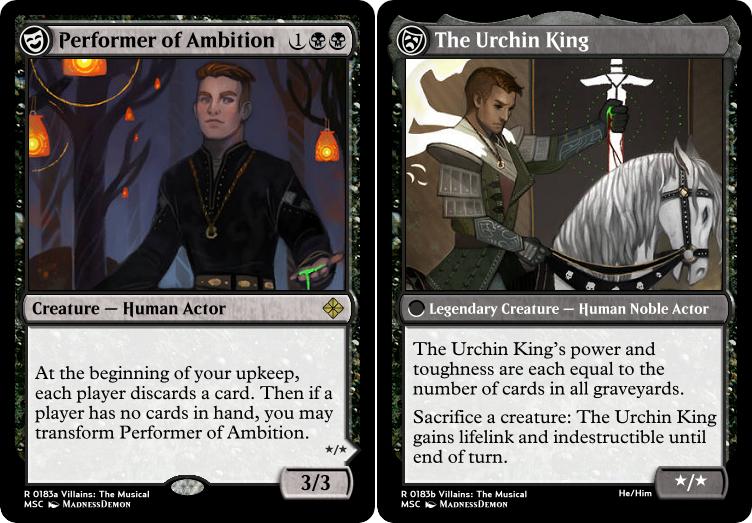 Performer of Ambition 1
Creature — Human Actor
At the beginning of your upkeep,
each player discards a card. Then if a
player has no cards in hand, you may
transform Performer of Ambition.
★/★
3/3
R 0183a Villains: The Musical
MSC MadnessDemon
The Urchin King
Legendary Creature — Human Noble Actor
The Urchin King's power and
toughness are each equal to the
number of cards in all graveyards.
Sacrifice a creature: The Urchin King
gains lifelink and indestructible until
end of turn.
★/★
R 0183b Villains: The Musical He/Him
MSC MadnessDemon